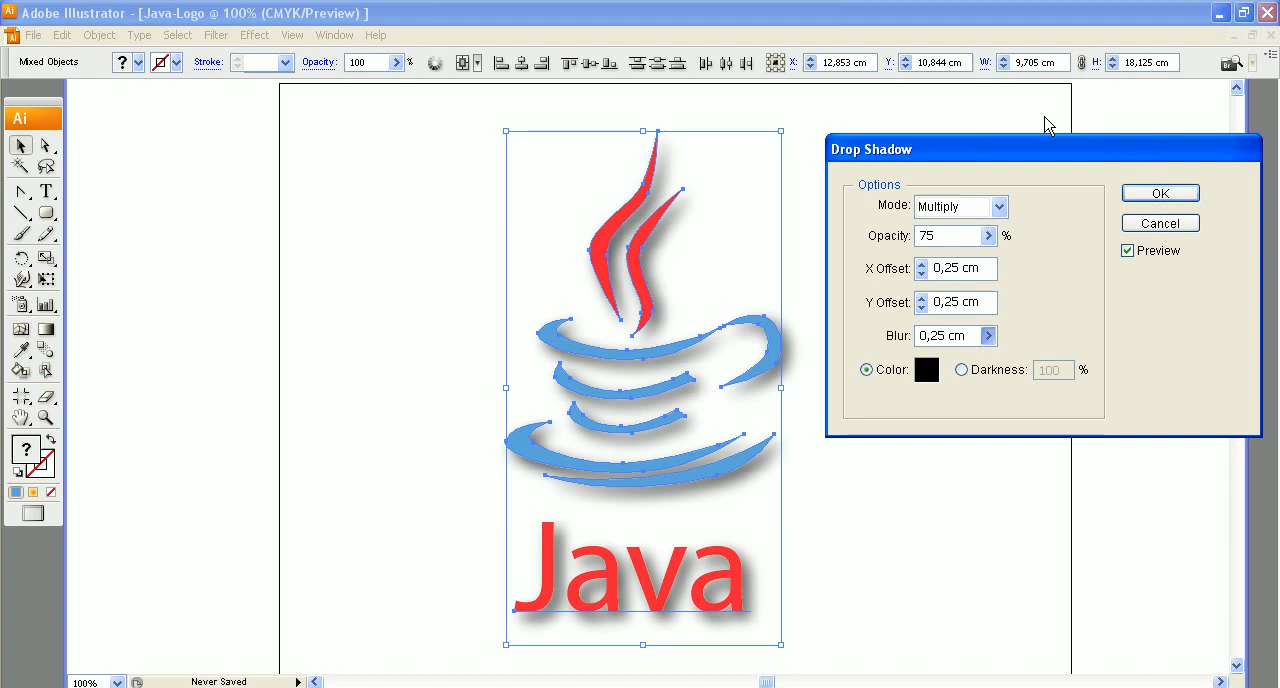 Ai Adobe Illustrator - [Java-Logo @ 100% (CMYK/Preview) ]
File Edit Object Type Select Filter Effect View Window Help
Mixed Objects ? Stroke: Opacity: 100 % X: 12,853 cm Y: 10,844 cm W: 9,705 cm H: 18,125 cm
Br
Ai
T
Drop Shadow
Options
Mode: Multiply
OK
Opacity: 75 %
Cancel
Preview
X Offset: 0,25 cm
Y Offset: 0,25 cm
Blur: 0,25 cm
Color: Darkness: 100 %
?
Java
100% Never Saved